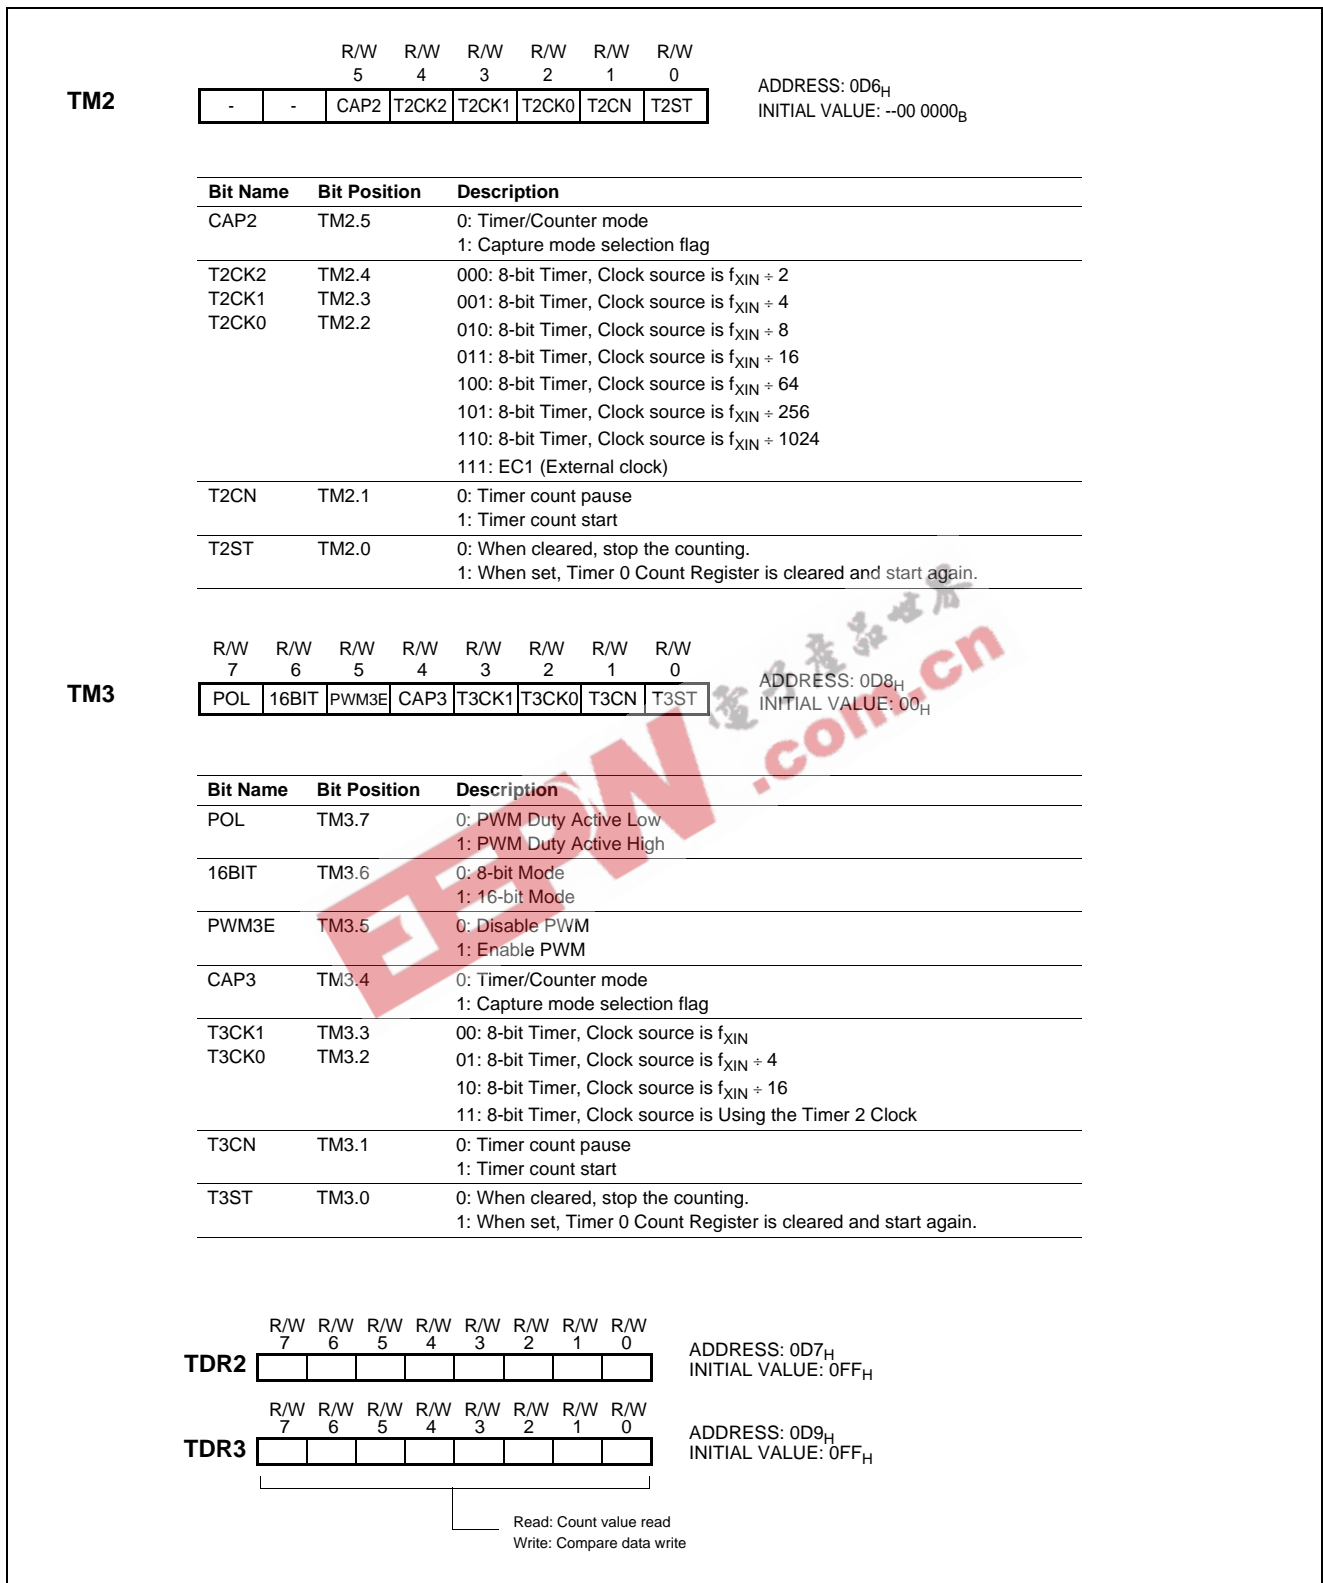 R/W R/W R/W R/W R/W R/W
5 4 3 2 1 0
TM2 - - CAP2 T2CK2 T2CK1 T2CK0 T2CN T2ST
ADDRESS: 0D6H
INITIAL VALUE: --00 0000B
Bit Name Bit Position Description
CAP2 TM2.5 0: Timer/Counter mode
1: Capture mode selection flag
T2CK2 TM2.4 000: 8-bit Timer, Clock source is fXIN ÷ 2
T2CK1 TM2.3 001: 8-bit Timer, Clock source is fXIN ÷ 4
T2CK0 TM2.2 010: 8-bit Timer, Clock source is fXIN ÷ 8
011: 8-bit Timer, Clock source is fXIN ÷ 16
100: 8-bit Timer, Clock source is fXIN ÷ 64
101: 8-bit Timer, Clock source is fXIN ÷ 256
110: 8-bit Timer, Clock source is fXIN ÷ 1024
111: EC1 (External clock)
T2CN TM2.1 0: Timer count pause
1: Timer count start
T2ST TM2.0 0: When cleared, stop the counting.
1: When set, Timer 0 Count Register is cleared and start again.
R/W R/W R/W R/W R/W R/W R/W R/W
7 6 5 4 3 2 1 0
TM3 POL 16BIT PWM3E CAP3 T3CK1 T3CK0 T3CN T3ST
ADDRESS: 0D8H
INITIAL VALUE: 00H
電子產品世界
EEPW .com.cn
Bit Name Bit Position Description
POL TM3.7 0: PWM Duty Active Low
1: PWM Duty Active High
16BIT TM3.6 0: 8-bit Mode
1: 16-bit Mode
PWM3E TM3.5 0: Disable PWM
1: Enable PWM
CAP3 TM3.4 0: Timer/Counter mode
1: Capture mode selection flag
T3CK1 TM3.3 00: 8-bit Timer, Clock source is fXIN
T3CK0 TM3.2 01: 8-bit Timer, Clock source is fXIN ÷ 4
10: 8-bit Timer, Clock source is fXIN ÷ 16
11: 8-bit Timer, Clock source is Using the Timer 2 Clock
T3CN TM3.1 0: Timer count pause
1: Timer count start
T3ST TM3.0 0: When cleared, stop the counting.
1: When set, Timer 0 Count Register is cleared and start again.
R/W R/W R/W R/W R/W R/W R/W R/W
7 6 5 4 3 2 1 0
TDR2
ADDRESS: 0D7H
INITIAL VALUE: 0FFH
R/W R/W R/W R/W R/W R/W R/W R/W
7 6 5 4 3 2 1 0
TDR3
ADDRESS: 0D9H
INITIAL VALUE: 0FFH
Read: Count value read
Write: Compare data write